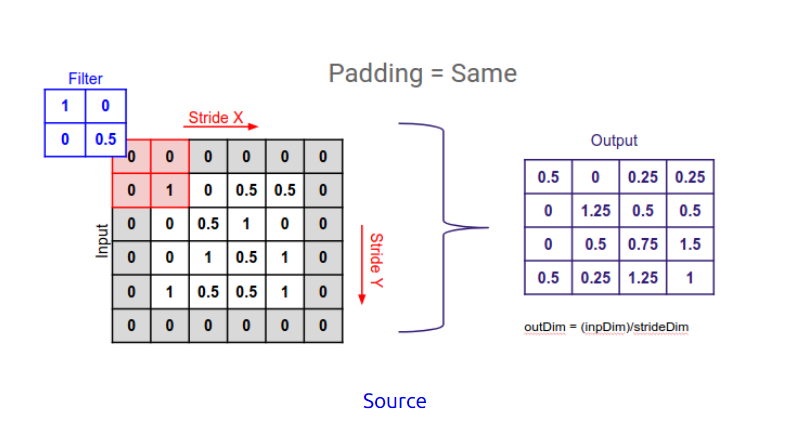 Padding = Same
Filter
1 0
0 0.5
Stride X
Input
0 0 0 0 0 0
0 1 0 0.5 0.5 0
0 0 0.5 1 0 0
0 0 1 0.5 1 0
0 1 0.5 0.5 1 0
0 0 0 0 0 0
Stride Y
Output
0.5 0 0.25 0.25
0 1.25 0.5 0.5
0 0.5 0.75 1.5
0.5 0.25 1.25 1
outDim = (inpDim)/strideDim
Source